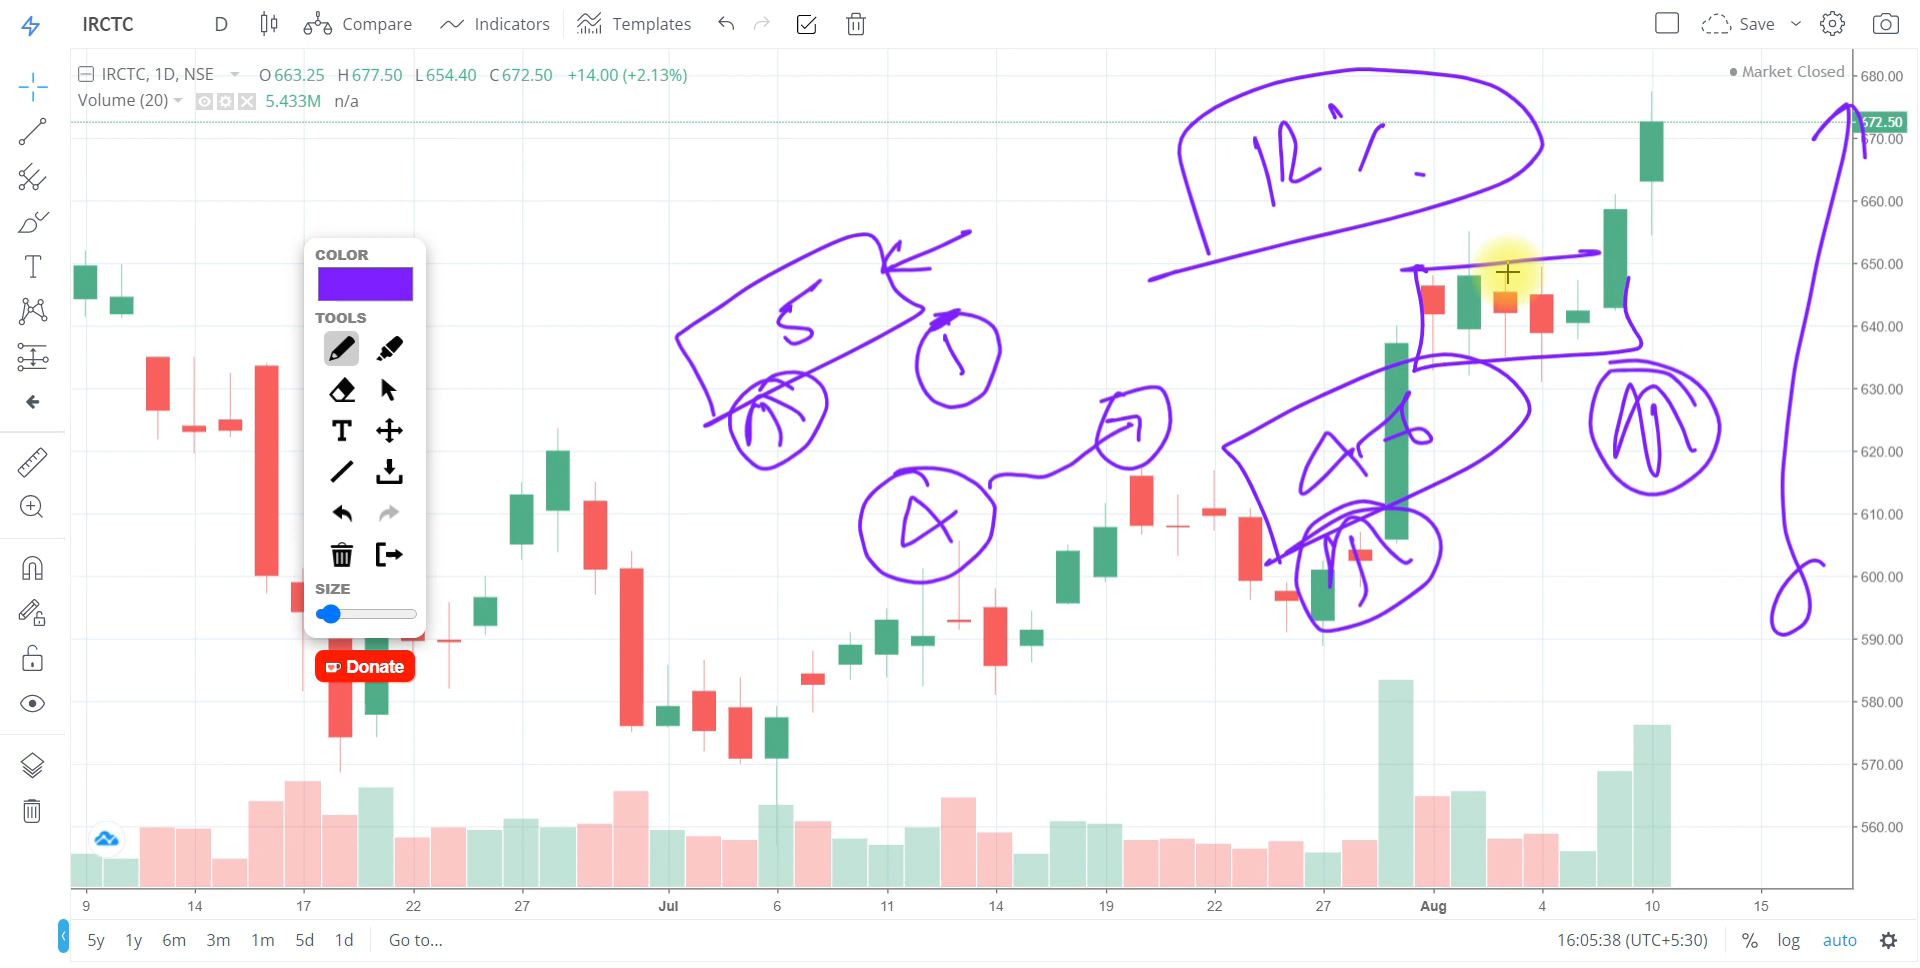 IRCTC D Compare Indicators Templates Save
IRCTC, 1D, NSE O 663.25 H 677.50 L 654.40 C 672.50 +14.00 (+2.13%)
Market Closed
Volume (20) 5.433M n/a
680.00
672.50
670.00
660.00
650.00
640.00
630.00
620.00
610.00
600.00
590.00
580.00
570.00
560.00
12%
5
1
4
COLOR
TOOLS
T
SIZE
Donate
9 14 17 22 27 Jul 6 11 14 19 22 27 Aug 4 10 15
5y 1y 6m 3m 1m 5d 1d Go to... 16:05:38 (UTC+5:30) % log auto